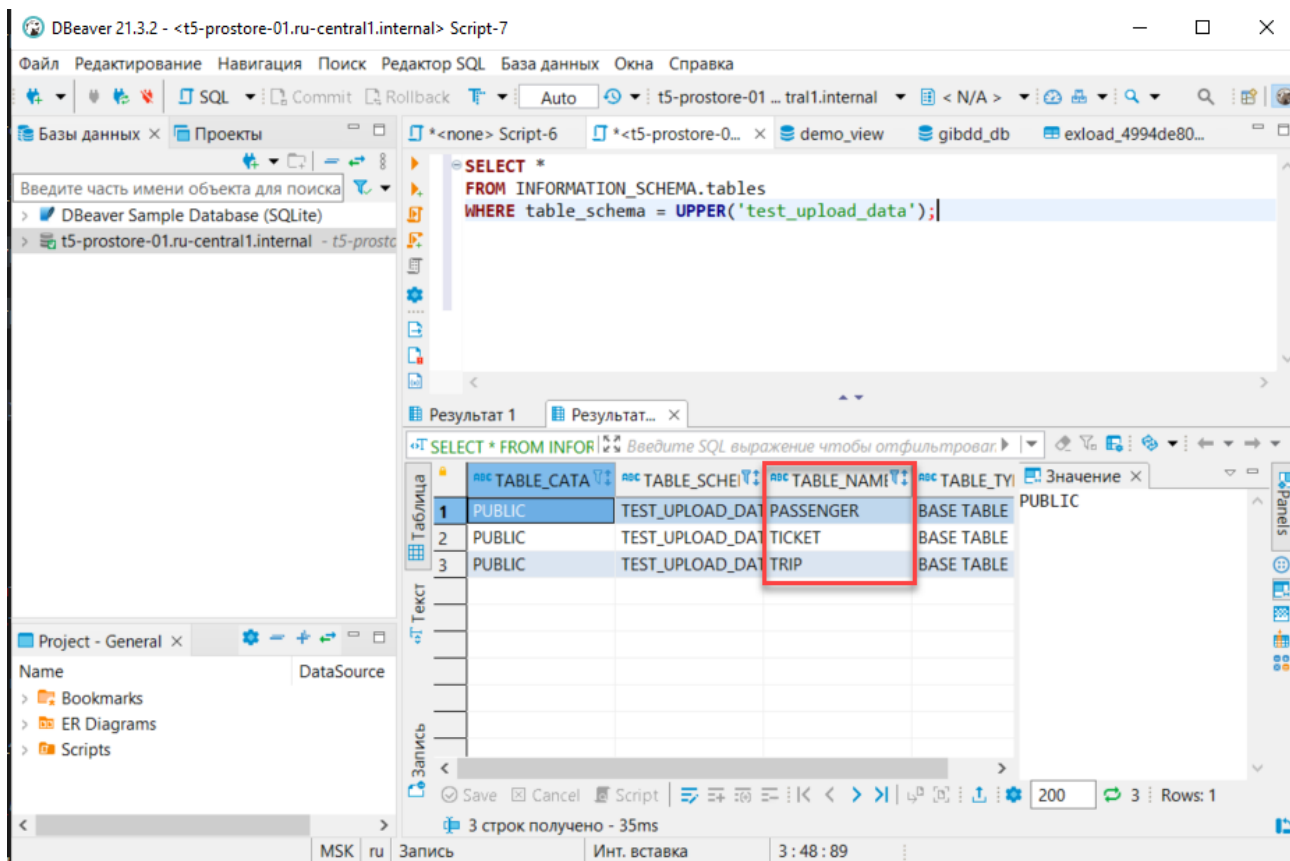 DBeaver 21.3.2 - <t5-prostore-01.ru-central1.internal> Script-7
Файл Редактирование Навигация Поиск Редактор SQL База данных Окна Справка
SQL Commit Rollback Auto t5-prostore-01 ... tral1.internal < N/A >
Базы данных Проекты
*<none> Script-6 *<t5-prostore-0... demo_view gibdd_db exload_4994de80...
Введите часть имени объекта для поиска
DBeaver Sample Database (SQLite)
t5-prostore-01.ru-central1.internal - t5-prosto
SELECT *
FROM INFORMATION_SCHEMA.tables
WHERE table_schema = UPPER('test_upload_data');
Результат 1 Результат...
SELECT * FROM INFOR Введите SQL выражение чтобы отфильтроват
Таблица
Текст
Запись
TABLE_CATA TABLE_SCHEI TABLE_NAME TABLE_TYI
1 PUBLIC TEST_UPLOAD_DAT PASSENGER BASE TABLE
2 PUBLIC TEST_UPLOAD_DAT TICKET BASE TABLE
3 PUBLIC TEST_UPLOAD_DAT TRIP BASE TABLE
Значение
PUBLIC
Panels
Project - General
Name DataSource
Bookmarks
ER Diagrams
Scripts
Save Cancel Script 200 3 Rows: 1
3 строк получено - 35ms
MSK ru Запись Инт. вставка 3 : 48 : 89